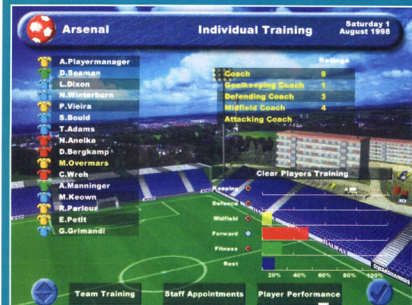 Arsenal
Individual Training
Saturday 1
August 1998
A.Playermanager
D.Seaman
L.Dixon
N.Winterburn
P.Vieira
S.Bould
T.Adams
N.Anelka
D.Bergkamp
M.Overmars
C.Wreh
A.Manninger
M.Keown
R.Parlour
E.Petit
G.Grimandi
Ratings
Coach 9
Goalkeeping Coach 1
Defending Coach 3
Midfield Coach 4
Attacking Coach
Clear Players Training
Keeping
Defence
Midfield
Forward
Fitness
Rest
20% 40% 60% 80% 100%
Team Training
Staff Appointments
Player Performance